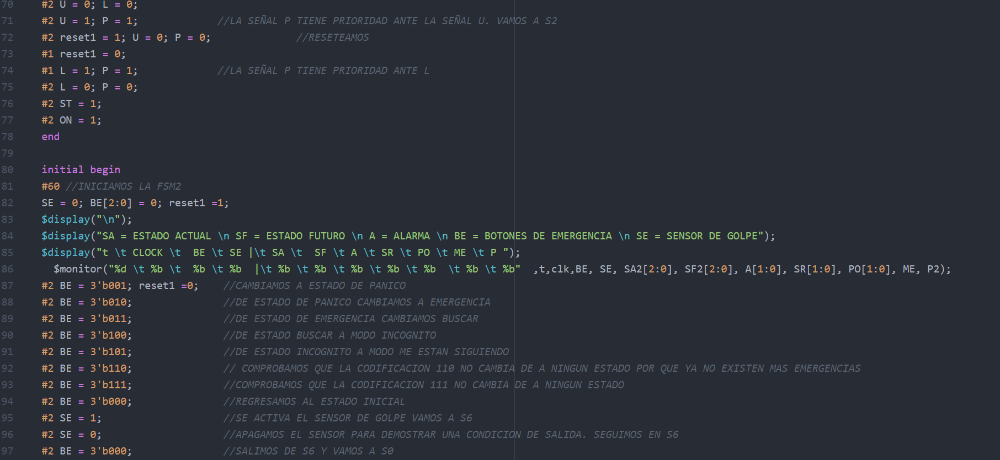 70 #2 U = 0; L = 0;
71 #2 U = 1; P = 1; //LA SEÑAL P TIENE PRIORIDAD ANTE LA SEÑAL U. VAMOS A S2
72 #2 reset1 = 1; U = 0; P = 0; //RESETEAMOS
73 #1 reset1 = 0;
74 #1 L = 1; P = 1; //LA SEÑAL P TIENE PRIORIDAD ANTE L
75 #2 L = 0; P = 0;
76 #2 ST = 1;
77 #2 ON = 1;
78 end
79
80 initial begin
81 #60 //INICIAMOS LA FSM2
82 SE = 0; BE[2:0] = 0; reset1 =1;
83 $display("\n");
84 $display("SA = ESTADO ACTUAL \n SF = ESTADO FUTURO \n A = ALARMA \n BE = BOTONES DE EMERGENCIA \n SE = SENSOR DE GOLPE");
85 $display("t \t CLOCK \t  BE \t SE |\t SA \t  SF \t A \t SR \t PO \t ME \t P ");
86 $monitor("%d \t %b \t  %b \t %b  |\t %b \t %b \t %b \t %b \t %b  \t %b \t %b"  ,t,clk,BE, SE, SA2[2:0], SF2[2:0], A[1:0], SR[1:0], PO[1:0], ME, P2);
87 #2 BE = 3'b001; reset1 =0; //CAMBIAMOS A ESTADO DE PANICO
88 #2 BE = 3'b010; //DE ESTADO DE PANICO CAMBIAMOS A EMERGENCIA
89 #2 BE = 3'b011; //DE ESTADO DE EMERGENCIA CAMBIAMOS BUSCAR
90 #2 BE = 3'b100; //DE ESTADO BUSCAR A MODO INCOGNITO
91 #2 BE = 3'b101; //DE ESTADO INCOGNITO A MODO ME ESTAN SIGUIENDO
92 #2 BE = 3'b110; // COMPROBAMOS QUE LA CODIFICACION 110 NO CAMBIA DE A NINGUN ESTADO POR QUE YA NO EXISTEN MAS EMERGENCIAS
93 #2 BE = 3'b111; //COMPROBAMOS QUE LA CODIFICACION 111 NO CAMBIA DE A NINGUN ESTADO
94 #2 BE = 3'b000; //REGRESAMOS AL ESTADO INICIAL
95 #2 SE = 1; //SE ACTIVA EL SENSOR DE GOLPE VAMOS A S6
96 #2 SE = 0; //APAGAMOS EL SENSOR PARA DEMOSTRAR UNA CONDICION DE SALIDA. SEGUIMOS EN S6
97 #2 BE = 3'b000; //SALIMOS DE S6 Y VAMOS A S0